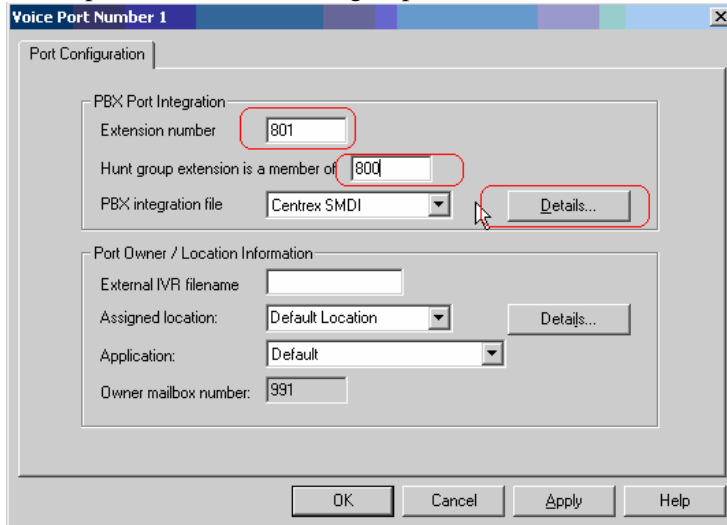 Voice Port Number 1
Port Configuration
PBX Port Integration
Extension number 801
Hunt group extension is a member of 800
PBX integration file Centrex SMDI Details...
Port Owner / Location Information
External IVR filename
Assigned location: Default Location Details...
Application: Default
Owner mailbox number: 991
OK Cancel Apply Help